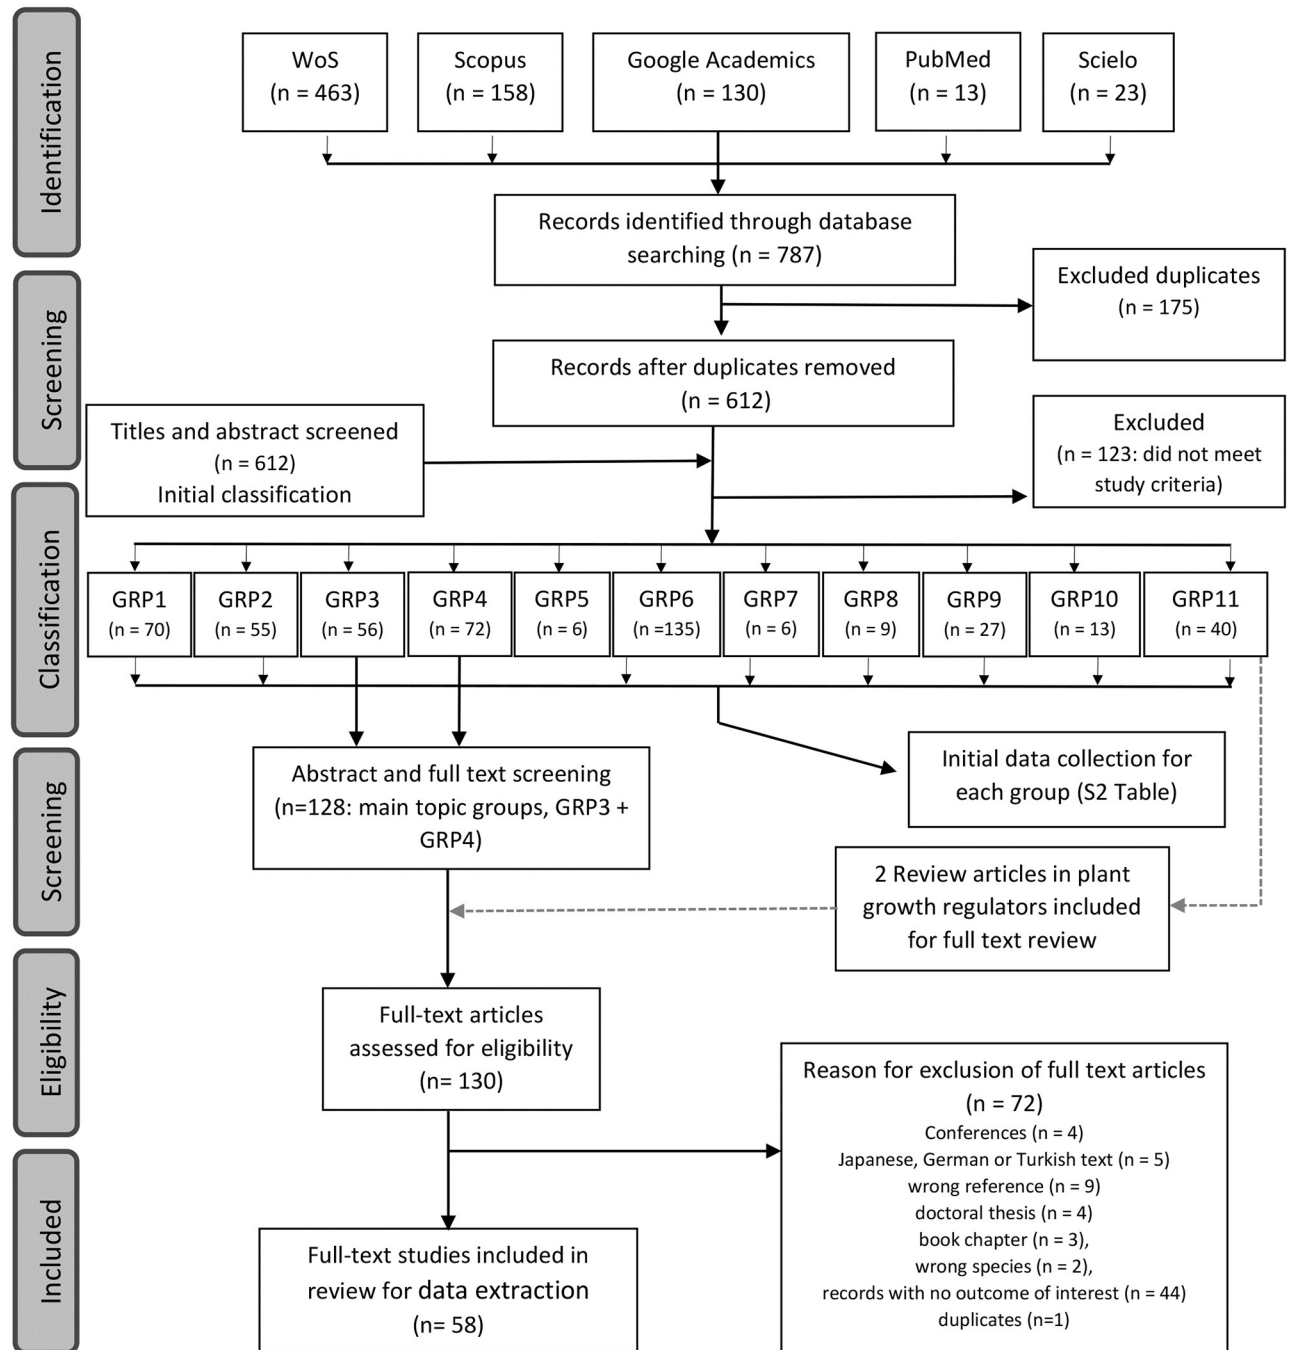 Identification
WoS
(n = 463)
Scopus
(n = 158)
Google Academics
(n = 130)
PubMed
(n = 13)
Scielo
(n = 23)
Records identified through database
searching (n = 787)
Screening
Excluded duplicates
(n = 175)
Records after duplicates removed
(n = 612)
Titles and abstract screened
(n = 612)
Initial classification
Excluded
(n = 123: did not meet
study criteria)
Classification
GRP1
(n = 70)
GRP2
(n = 55)
GRP3
(n = 56)
GRP4
(n = 72)
GRP5
(n = 6)
GRP6
(n =135)
GRP7
(n = 6)
GRP8
(n = 9)
GRP9
(n = 27)
GRP10
(n = 13)
GRP11
(n = 40)
Screening
Abstract and full text screening
(n=128: main topic groups, GRP3 +
GRP4)
Initial data collection for
each group (S2 Table)
2 Review articles in plant
growth regulators included
for full text review
Eligibility
Full-text articles
assessed for eligibility
(n= 130)
Reason for exclusion of full text articles
(n = 72)
Conferences (n = 4)
Japanese, German or Turkish text (n = 5)
wrong reference (n = 9)
doctoral thesis (n = 4)
book chapter (n = 3),
wrong species (n = 2),
records with no outcome of interest (n = 44)
duplicates (n=1)
Included
Full-text studies included in
review for data extraction
(n= 58)